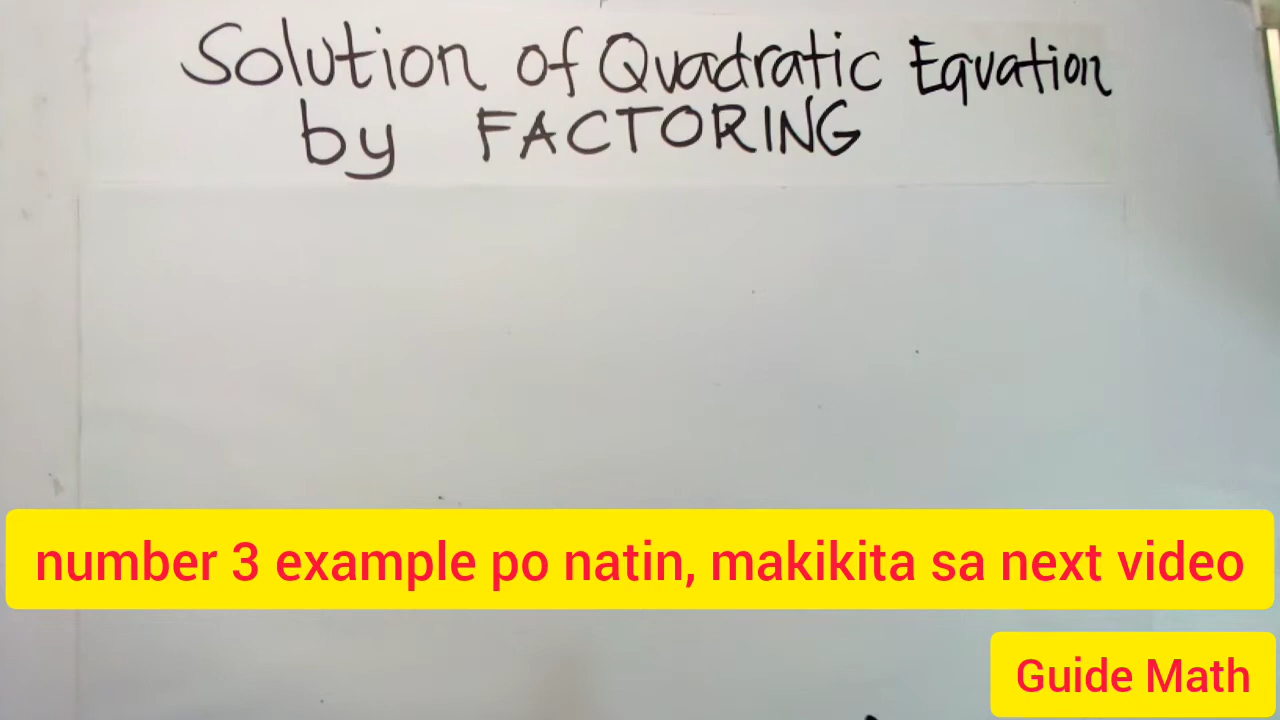 Solution of Quadratic Equation
by FACTORING
number 3 example po natin, makikita sa next video
Guide Math